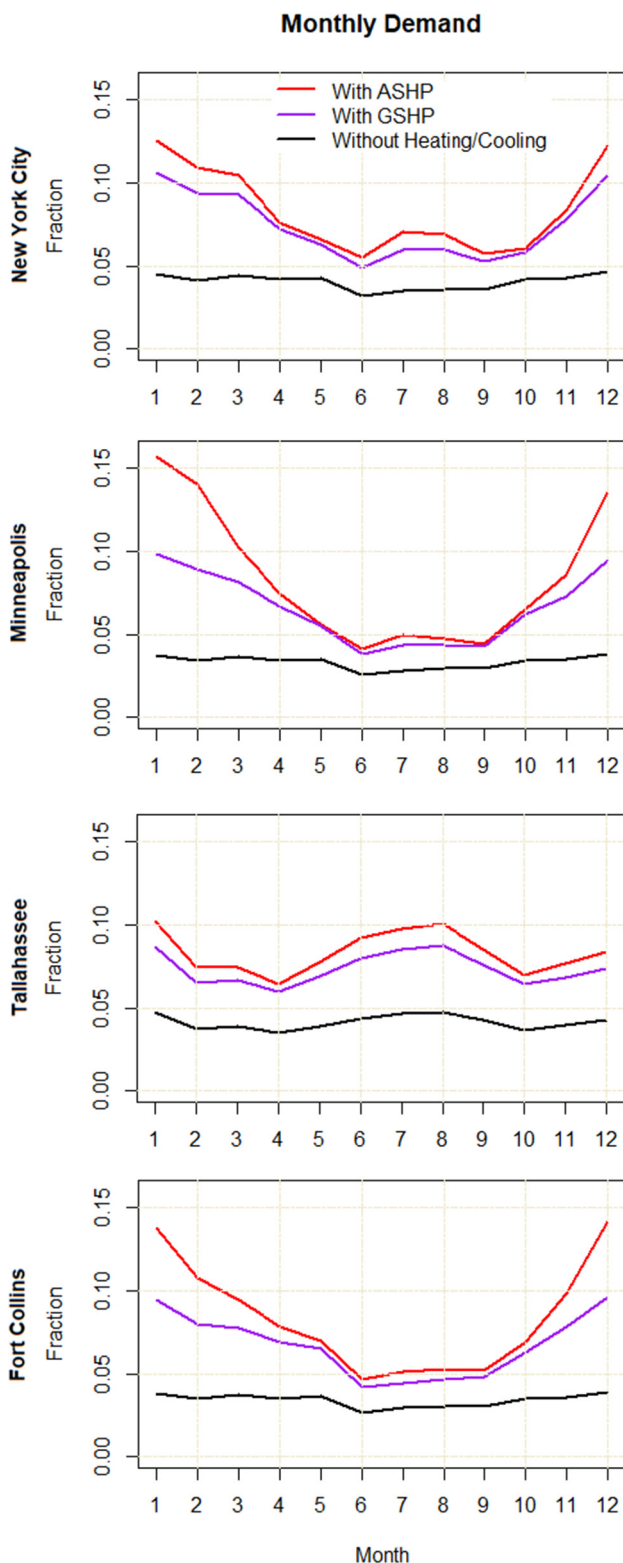 Monthly Demand
With ASHP
With GSHP
Without Heating/Cooling
New York City
Fraction
0.15
0.10
0.05
0.00
1 2 3 4 5 6 7 8 9 10 11 12
Minneapolis
Fraction
0.15
0.10
0.05
0.00
1 2 3 4 5 6 7 8 9 10 11 12
Tallahassee
Fraction
0.15
0.10
0.05
0.00
1 2 3 4 5 6 7 8 9 10 11 12
Fort Collins
Fraction
0.15
0.10
0.05
0.00
1 2 3 4 5 6 7 8 9 10 11 12
Month